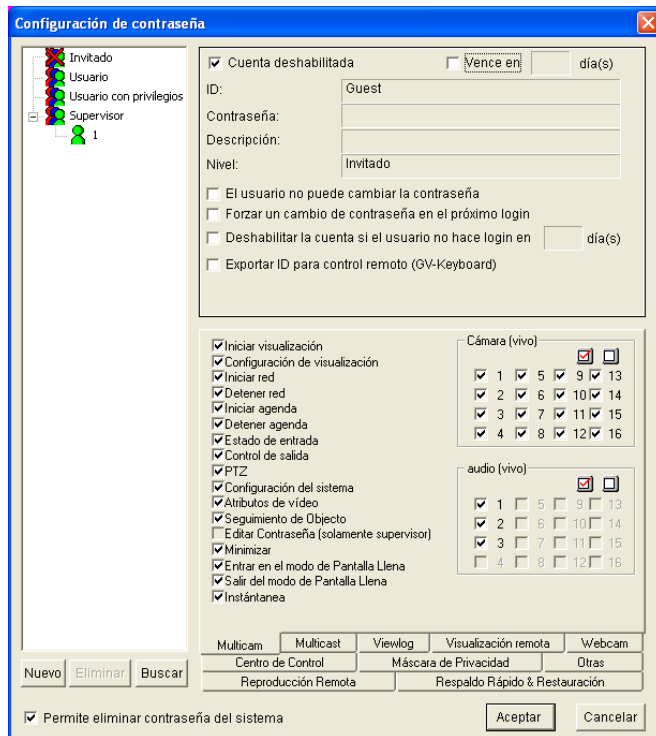 Configuración de contraseña
Invitado
Usuario
Usuario con privilegios
Supervisor
1
Cuenta deshabilitada
Vence en
día(s)
ID:
Guest
Contraseña:
Descripción:
Nivel:
Invitado
El usuario no puede cambiar la contraseña
Forzar un cambio de contraseña en el próximo login
Deshabilitar la cuenta si el usuario no hace login en día(s)
Exportar ID para control remoto (GV-Keyboard)
Iniciar visualización
Configuración de visualización
Iniciar red
Detener red
Iniciar agenda
Detener agenda
Estado de entrada
Control de salida
PTZ
Configuración del sistema
Atributos de vídeo
Seguimiento de Objecto
Editar Contraseña (solamente supervisor)
Minimizar
Entrar en el modo de Pantalla Llena
Salir del modo de Pantalla Llena
Instántanea
Cámara (vivo)
1 5 9 13
2 6 10 14
3 7 11 15
4 8 12 16
audio (vivo)
1 5 9 13
2 6 10 14
3 7 11 15
4 8 12 16
Multicam Multicast Viewlog Visualización remota Webcam
Centro de Control Máscara de Privacidad Otras
Reproducción Remota Respaldo Rápido & Restauración
Nuevo Eliminar Buscar
Permite eliminar contraseña del sistema
Aceptar Cancelar